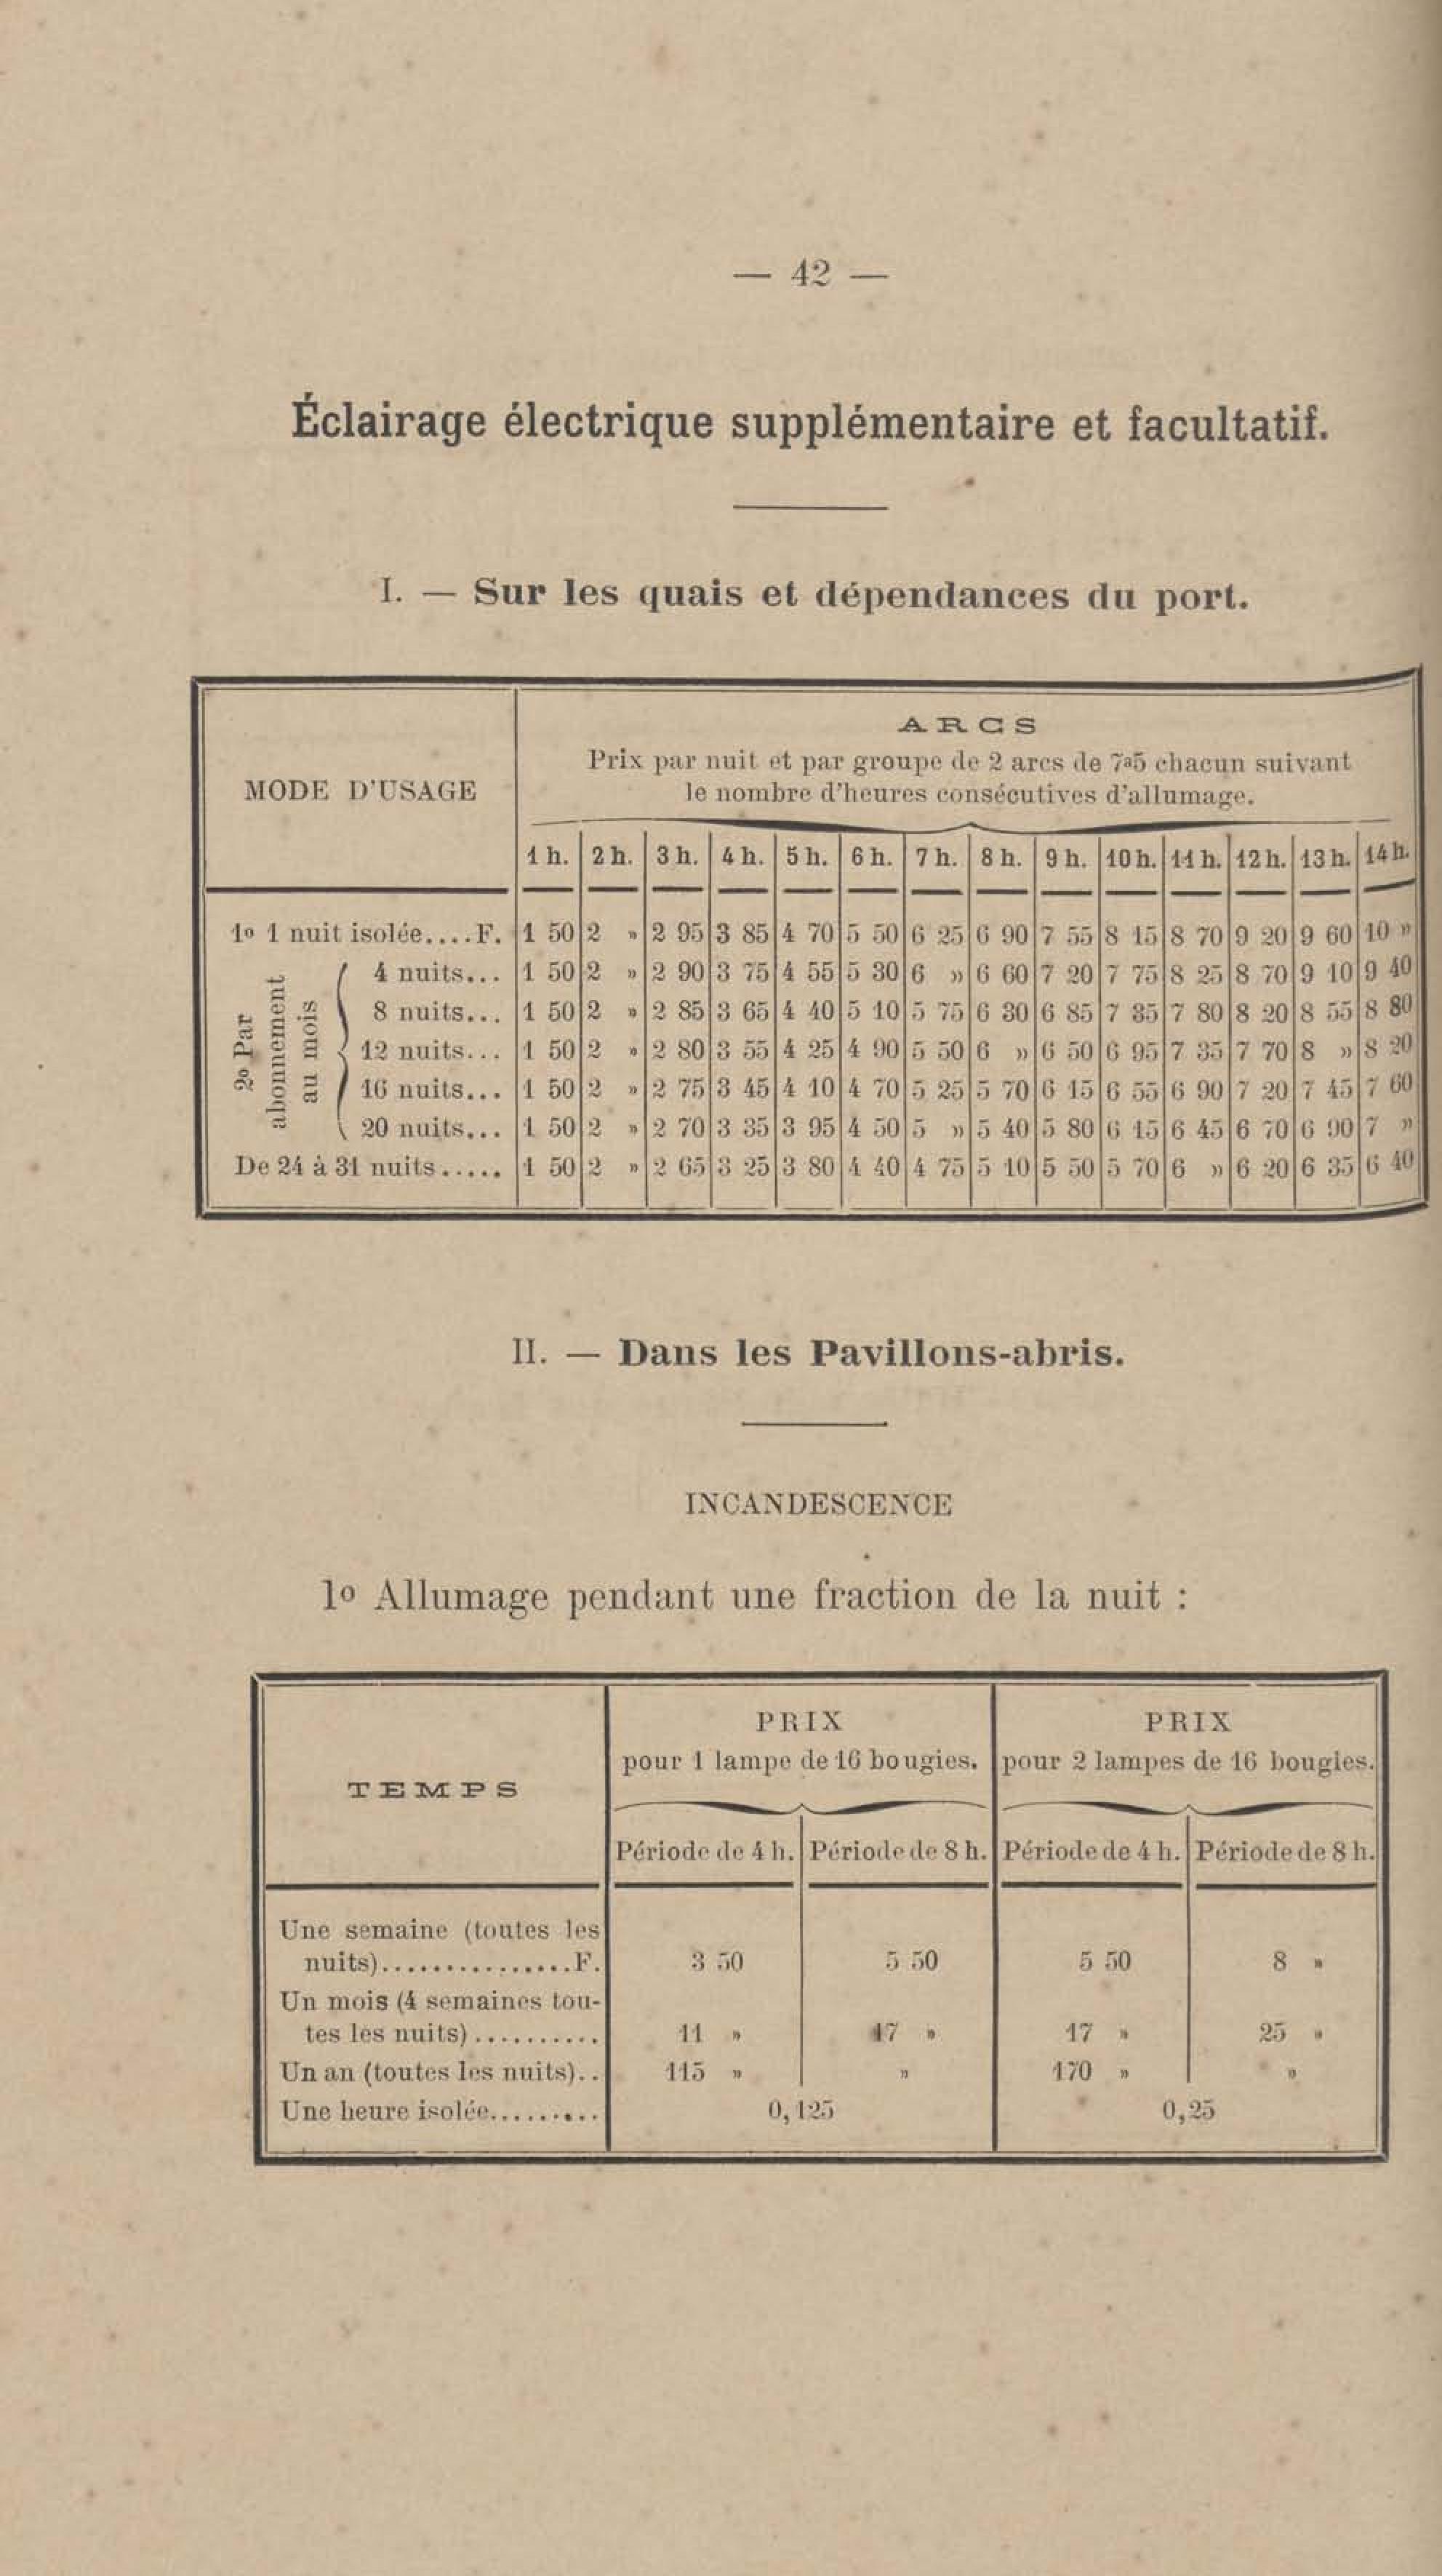 — 42 —
Éclairage électrique supplémentaire et facultatif.
I. — Sur les quais et dépendances du port.
MODE D'USAGE
ARCS
Prix par nuit et par groupe de 2 arcs de 7ª5 chacun suivant
le nombre d'heures consécutives d'allumage.
1 h. 2 h. 3 h. 4 h. 5 h. 6 h. 7 h. 8 h. 9 h. 10 h. 11 h. 12 h. 13 h. 14 h.
1º 1 nuit isolée....F. 1 50 2 » 2 95 3 85 4 70 5 50 6 25 6 90 7 55 8 15 8 70 9 20 9 60 10 »
2º Par
abonnement
au mois
4 nuits... 1 50 2 » 2 90 3 75 4 55 5 30 6 » 6 60 7 20 7 75 8 25 8 70 9 10 9 40
8 nuits... 1 50 2 » 2 85 3 65 4 40 5 10 5 75 6 30 6 85 7 35 7 80 8 20 8 55 8 80
12 nuits... 1 50 2 » 2 80 3 55 4 25 4 90 5 50 6 » 6 50 6 95 7 35 7 70 8 » 8 20
16 nuits... 1 50 2 » 2 75 3 45 4 10 4 70 5 25 5 70 6 15 6 55 6 90 7 20 7 45 7 60
20 nuits... 1 50 2 » 2 70 3 35 3 95 4 50 5 » 5 40 5 80 6 15 6 45 6 70 6 90 7 »
De 24 à 31 nuits..... 1 50 2 » 2 65 3 25 3 80 4 40 4 75 5 10 5 50 5 70 6 » 6 20 6 35 6 40
II. — Dans les Pavillons-abris.
INCANDESCENCE
1º Allumage pendant une fraction de la nuit :
TEMPS
PRIX
pour 1 lampe de 16 bougies.
PRIX
pour 2 lampes de 16 bougies.
Période de 4 h. Période de 8 h. Période de 4 h. Période de 8 h.
Une semaine (toutes les
nuits)...............F. 3 50 5 50 5 50 8 »
Un mois (4 semaines tou-
tes les nuits).......... 11 » 17 » 17 » 25 »
Un an (toutes les nuits).. 115 » » 170 » »
Une heure isolée......... 0,125 0,25